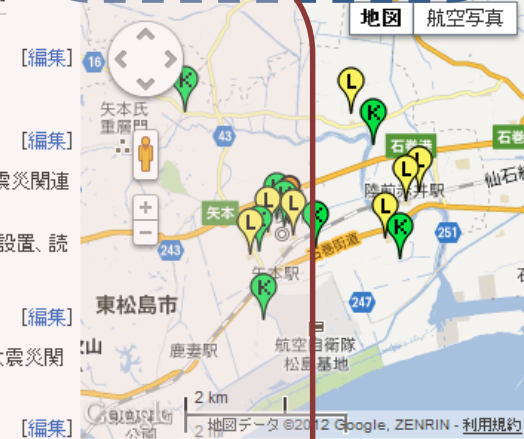 [編集]
[編集]
震災関連
設置、読
[編集]
大震災関
[編集]
地図
航空写真
16
K
L
K
矢本氏
重層門
43
石巻港
石巻
L
L
仙石線
陸前赤井駅
矢本
L
L
K
L
K
L
K
251
243
石巻街道
矢本駅
K
247
東松島市
航空自衛隊
松島基地
鹿妻駅
2 km
地図データ ©2012 Google, ZENRIN - 利用規約